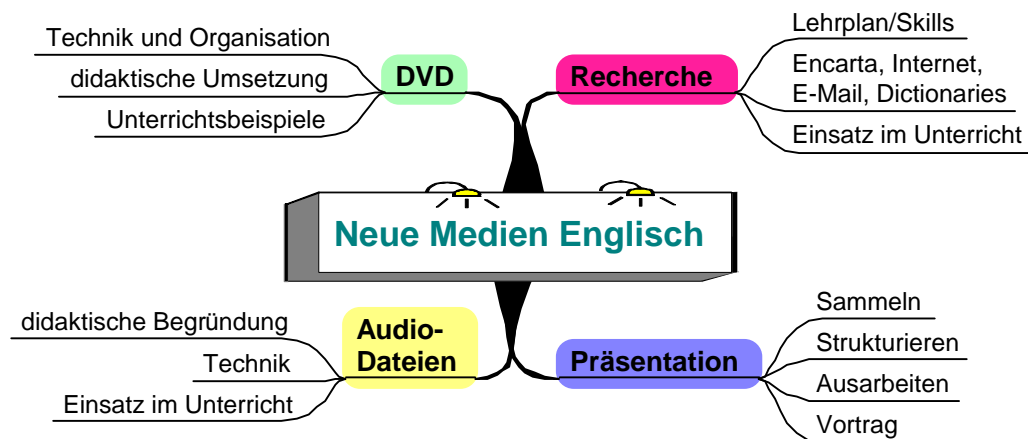 Neue Medien Englisch
DVD
Technik und Organisation
didaktische Umsetzung
Unterrichtsbeispiele
Recherche
Lehrplan/Skills
Encarta, Internet,
E-Mail, Dictionaries
Einsatz im Unterricht
Audio-
Dateien
didaktische Begründung
Technik
Einsatz im Unterricht
Präsentation
Sammeln
Strukturieren
Ausarbeiten
Vortrag